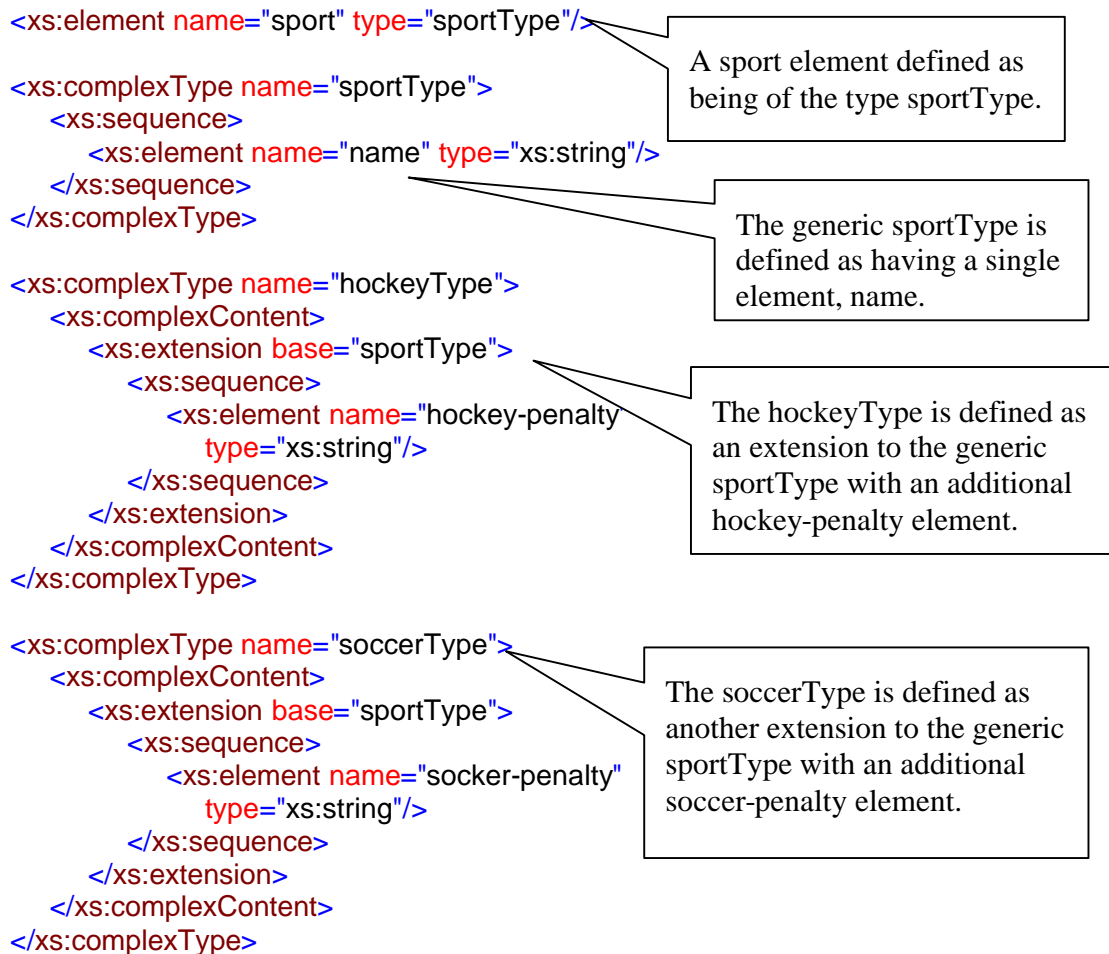 <xs:element name="sport" type="sportType"/>
A sport element defined as
being of the type sportType.
<xs:complexType name="sportType">
<xs:sequence>
<xs:element name="name" type="xs:string"/>
</xs:sequence>
</xs:complexType>
The generic sportType is
defined as having a single
element, name.
<xs:complexType name="hockeyType">
<xs:complexContent>
<xs:extension base="sportType">
<xs:sequence>
<xs:element name="hockey-penalty"
type="xs:string"/>
</xs:sequence>
</xs:extension>
</xs:complexContent>
</xs:complexType>
The hockeyType is defined as
an extension to the generic
sportType with an additional
hockey-penalty element.
<xs:complexType name="soccerType">
<xs:complexContent>
<xs:extension base="sportType">
<xs:sequence>
<xs:element name="socker-penalty"
type="xs:string"/>
</xs:sequence>
</xs:extension>
</xs:complexContent>
</xs:complexType>
The soccerType is defined as
another extension to the generic
sportType with an additional
soccer-penalty element.